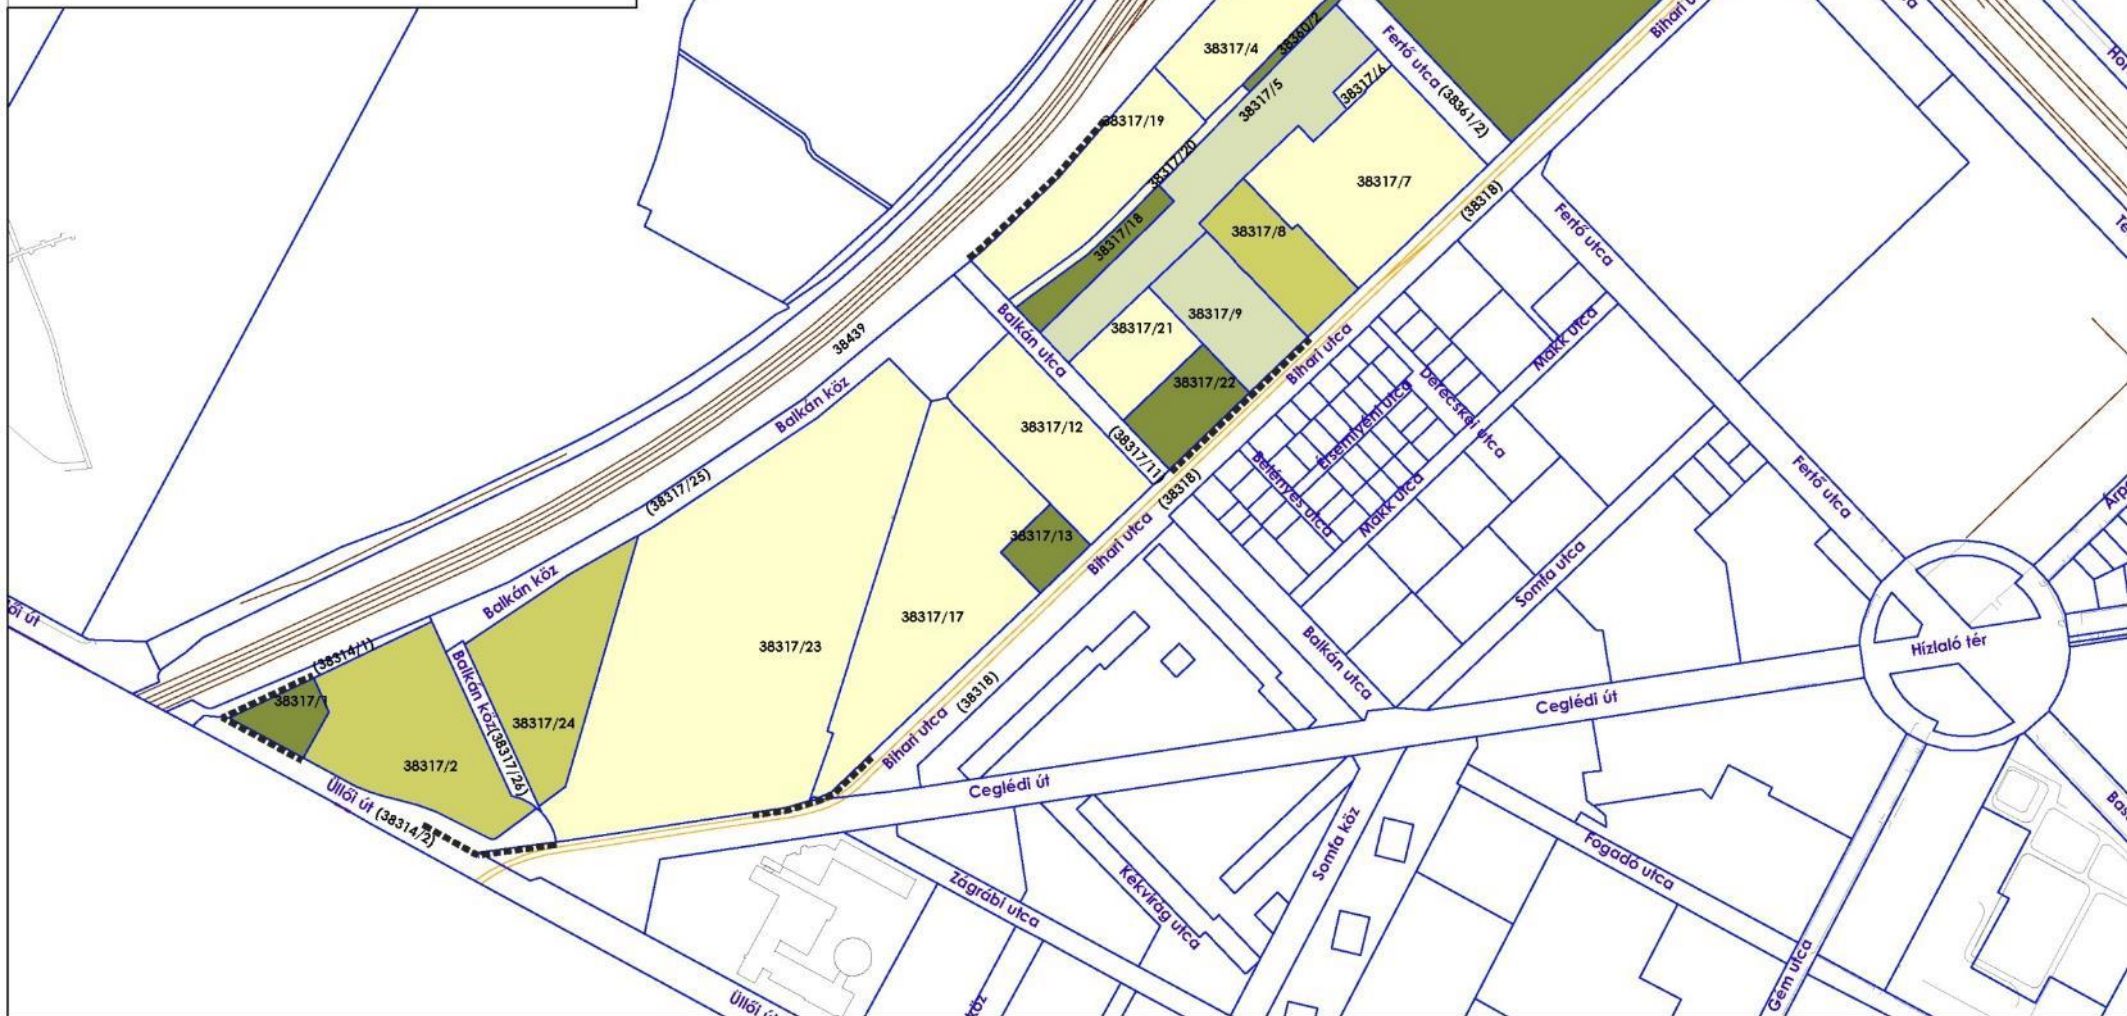 38317/4
38360/2
Fertő utca (38361/2)
38317/5
38317/6
38317/19
38317/20
38317/7
(38318)
38317/18
38317/8
Fertő utca
38439
Balkán utca
38317/21
38317/9
38317/22
Bihari utca
Makk utca
Derecskei utca
Érsemlyéni utca
Balkán köz
38317/12
(38317/11)
(38317/25)
(38318)
Belényes utca
Makk utca
Fertő utca
38317/13
Bihari utca
Somfa utca
Balkán köz
38317/17
38317/23
(38314/1)
38317/1
Balkán köz(38317/26)
38317/24
38317/2
(38318)
Bihari utca
Balkán utca
Hízlaló tér
Ceglédi út
Ceglédi út
Üllői út (38314/2)
Zágrábi utca
Kékvirág utca
Somfa köz
Fogadó utca
Gém utca
köz